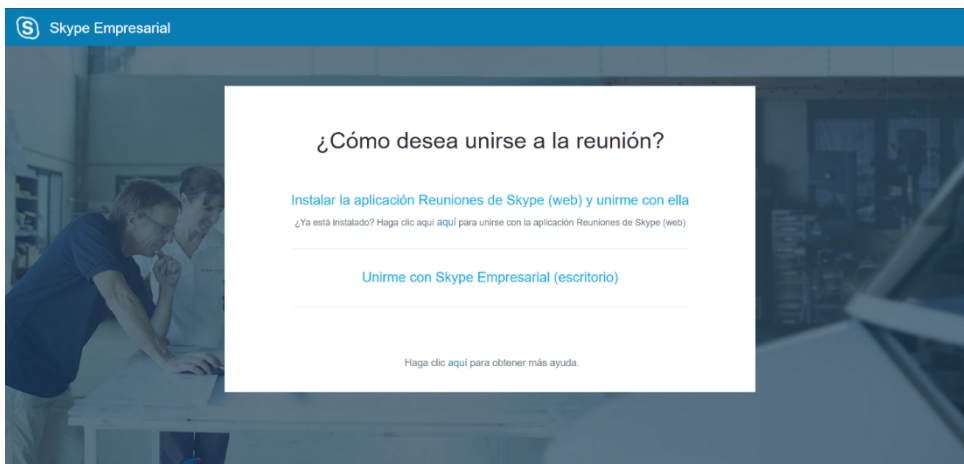 Skype Empresarial
¿Cómo desea unirse a la reunión?
Instalar la aplicación Reuniones de Skype (web) y unirme con ella
¿Ya está instalado? Haga clic aquí aquí para unirse con la aplicación Reuniones de Skype (web)
Unirme con Skype Empresarial (escritorio)
Haga clic aquí para obtener más ayuda.